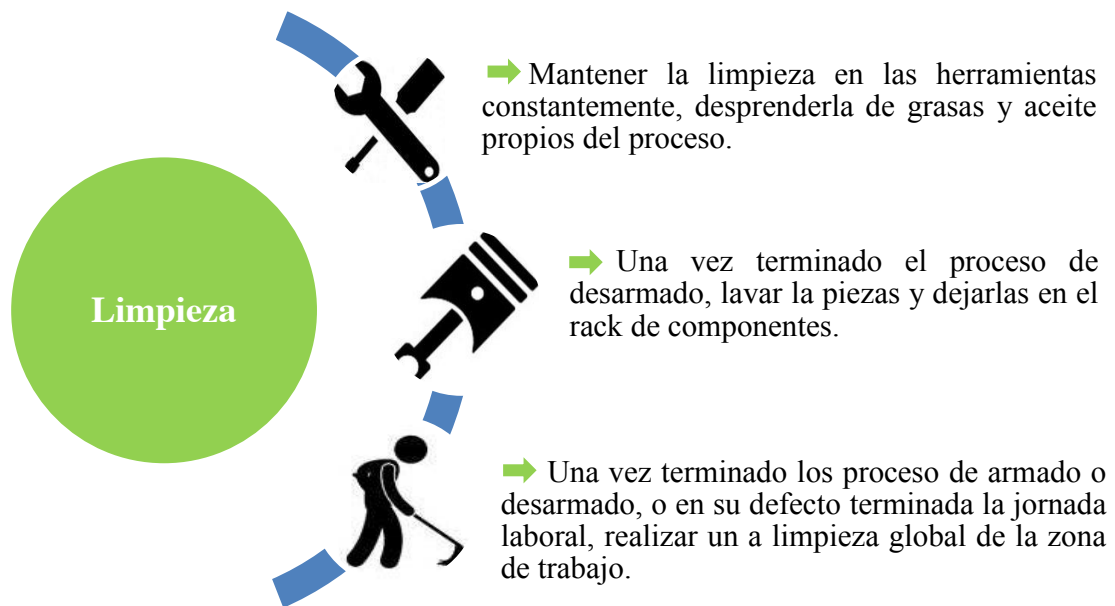 Limpieza
Mantener la limpieza en las herramientas
constantemente, desprenderla de grasas y aceite
propios del proceso.
Una vez terminado el proceso de
desarmado, lavar la piezas y dejarlas en el
rack de componentes.
Una vez terminado los proceso de armado o
desarmado, o en su defecto terminada la jornada
laboral, realizar un a limpieza global de la zona
de trabajo.